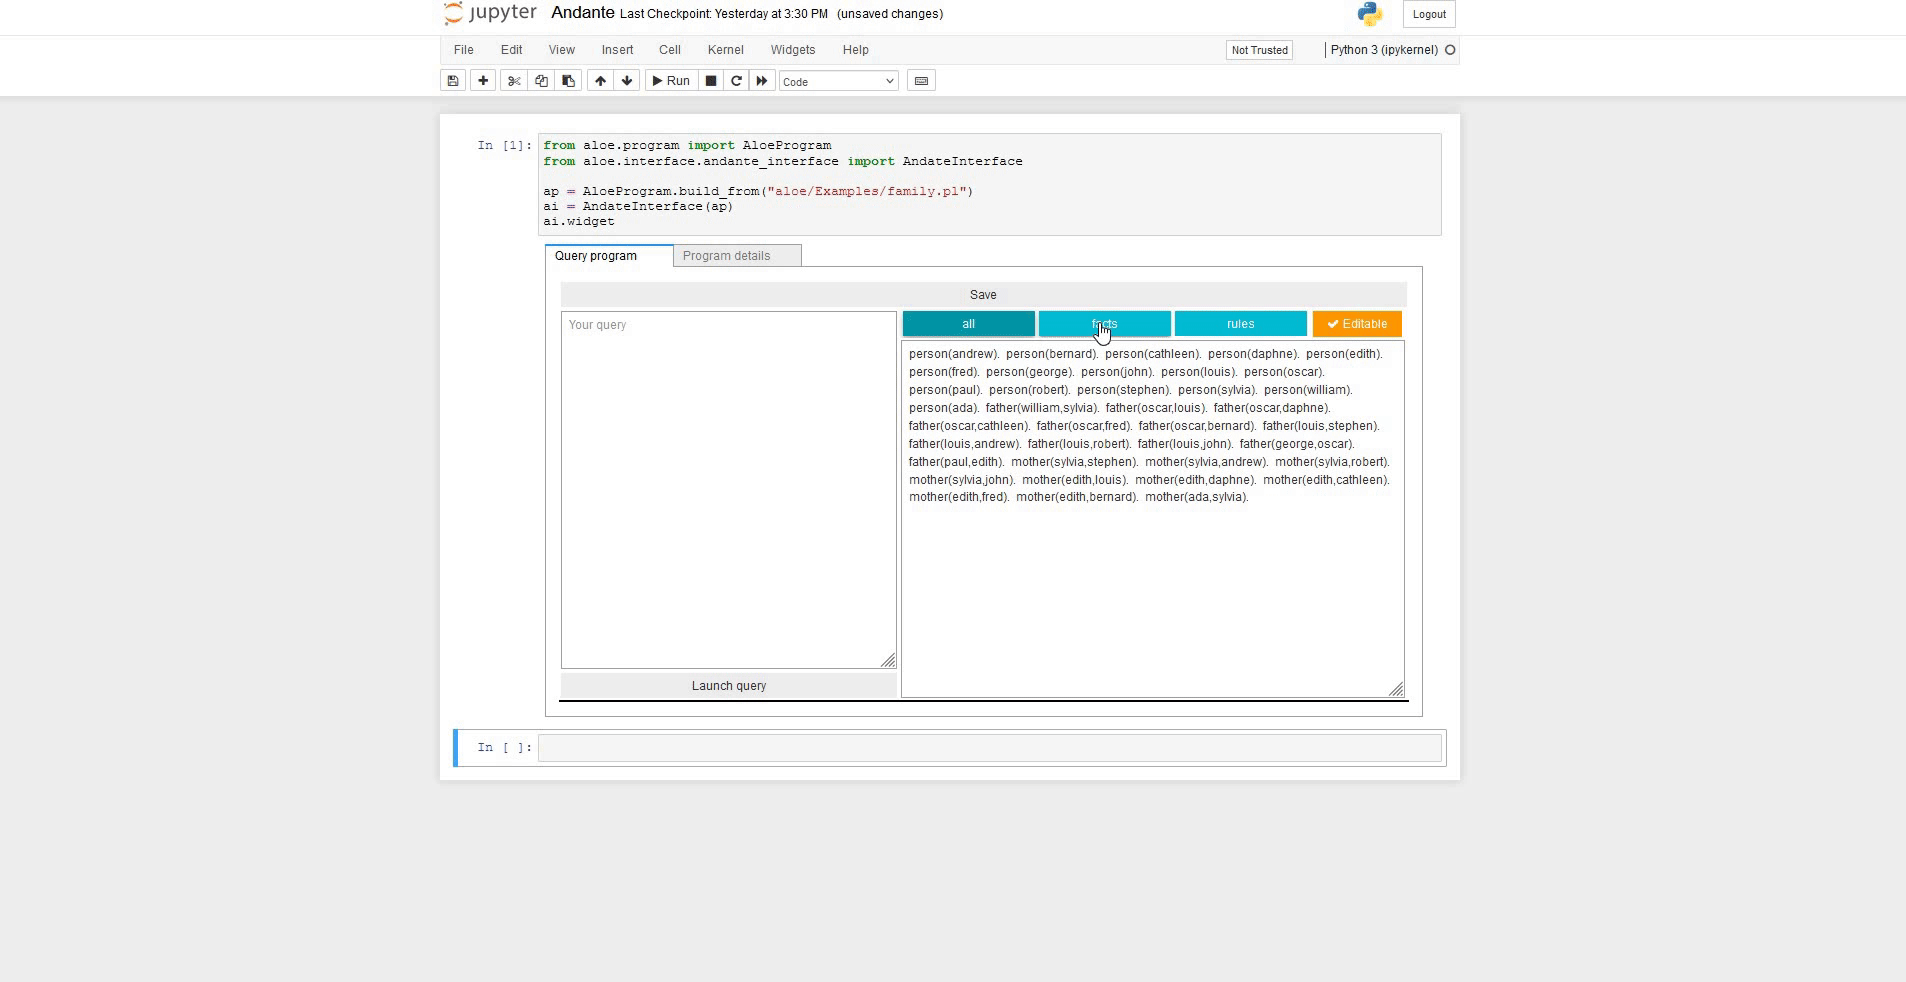 jupyter Andante Last Checkpoint: Yesterday at 3:30 PM (unsaved changes) Logout
File Edit View Insert Cell Kernel Widgets Help Not Trusted Python 3 (ipykernel)
Run Code
In [1]: from aloe.program import AloeProgram
from aloe.interface.andante_interface import AndateInterface
ap = AloeProgram.build_from("aloe/Examples/family.pl")
ai = AndateInterface(ap)
ai.widget
Query program Program details
Save
Your query all facts rules Editable
person(andrew). person(bernard). person(cathleen). person(daphne). person(edith).
person(fred). person(george). person(john). person(louis). person(oscar).
person(paul). person(robert). person(stephen). person(sylvia). person(william).
person(ada). father(william,sylvia). father(oscar,louis). father(oscar,daphne).
father(oscar,cathleen). father(oscar,fred). father(oscar,bernard). father(louis,stephen).
father(louis,andrew). father(louis,robert). father(louis,john). father(george,oscar).
father(paul,edith). mother(sylvia,stephen). mother(sylvia,andrew). mother(sylvia,robert).
mother(sylvia,john). mother(edith,louis). mother(edith,daphne). mother(edith,cathleen).
mother(edith,fred). mother(edith,bernard). mother(ada,sylvia).
Launch query
In [ ]: